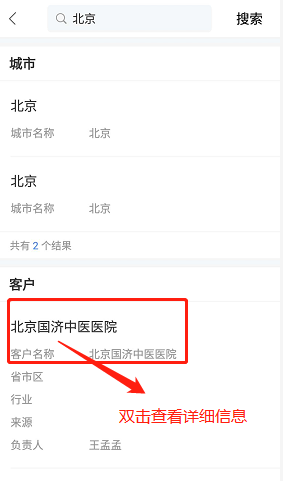 北京 搜索
城市
北京
城市名称 北京
北京
城市名称 北京
共有 2 个结果
客户
北京国济中医医院
客户名称 北京国济中医医院
省市区
行业
来源
双击查看详细信息
负责人 王孟孟